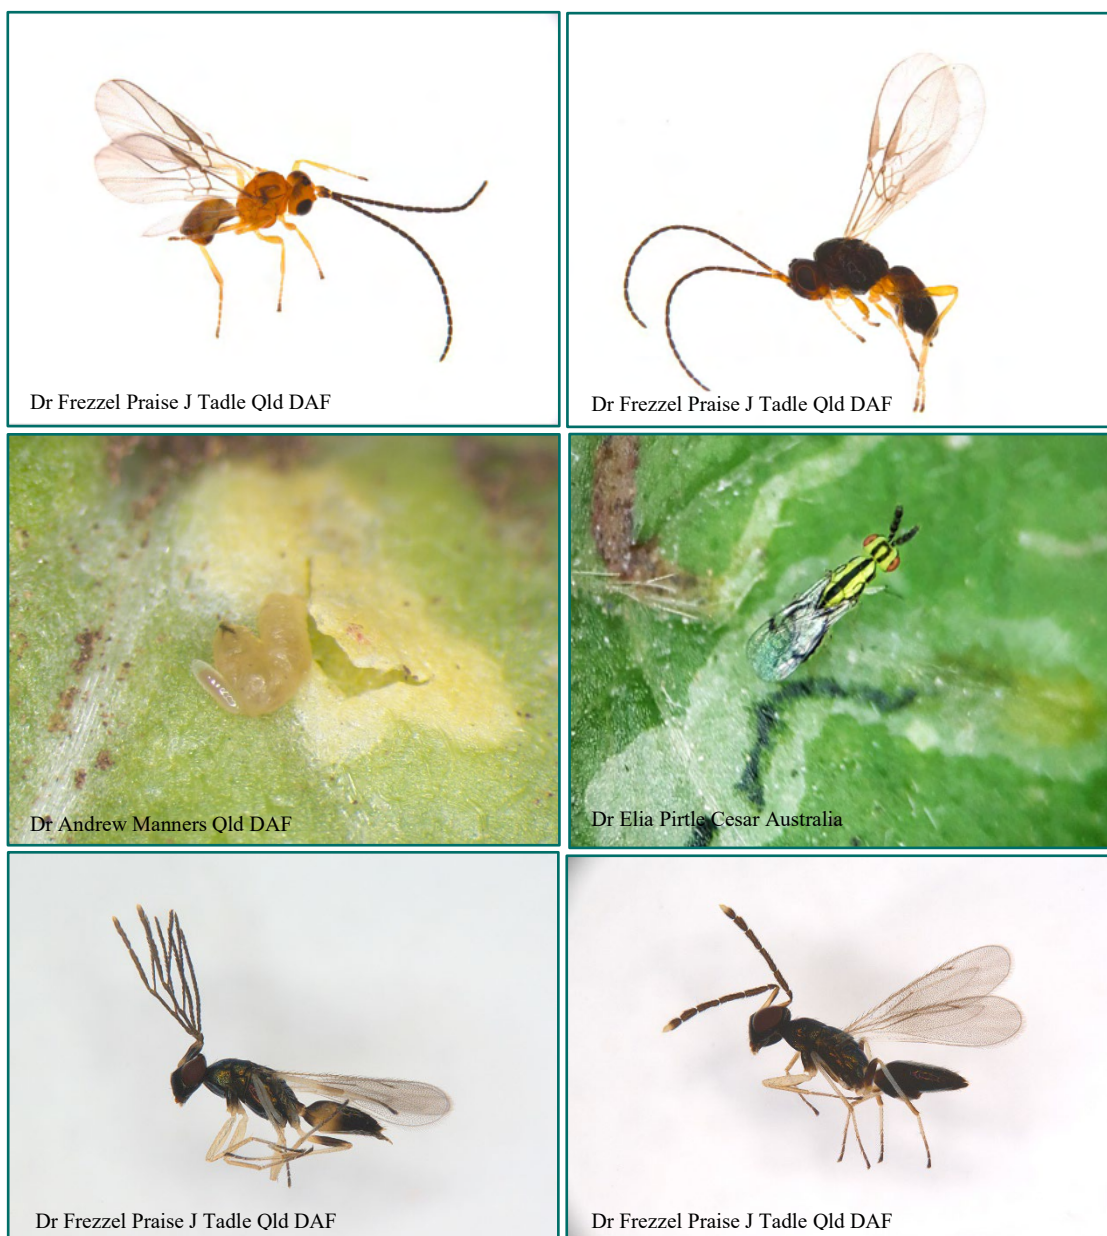 Dr Frezzel Praise J Tadle Qld DAF
Dr Frezzel Praise J Tadle Qld DAF
Dr Andrew Manners Qld DAF
Dr Elia Pirtle Cesar Australia
Dr Frezzel Praise J Tadle Qld DAF
Dr Frezzel Praise J Tadle Qld DAF